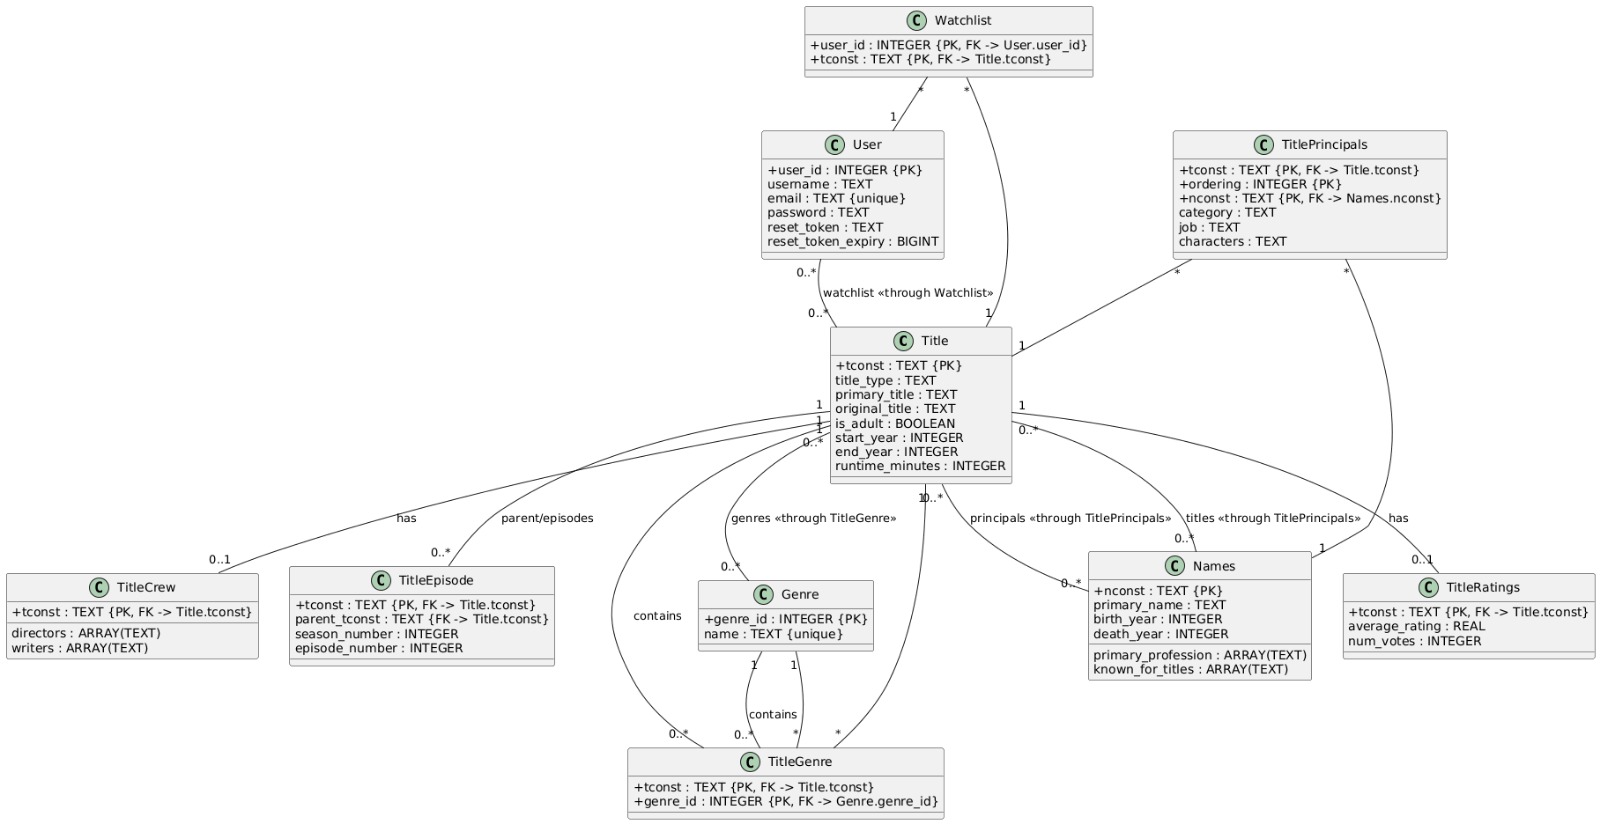 C Watchlist
+user_id : INTEGER {PK, FK -> User.user_id}
+tconst : TEXT {PK, FK -> Title.tconst}
*
*
1
C User
+user_id : INTEGER {PK}
username : TEXT
email : TEXT {unique}
password : TEXT
reset_token : TEXT
reset_token_expiry : BIGINT
C TitlePrincipals
+tconst : TEXT {PK, FK -> Title.tconst}
+ordering : INTEGER {PK}
+nconst : TEXT {PK, FK -> Names.nconst}
category : TEXT
job : TEXT
characters : TEXT
0..*
*
*
watchlist «through Watchlist»
0..*
1
1
C Title
+tconst : TEXT {PK}
title_type : TEXT
primary_title : TEXT
original_title : TEXT
is_adult : BOOLEAN
start_year : INTEGER
end_year : INTEGER
runtime_minutes : INTEGER
1
1
1
0..*
1
0..*
1
0..*
has
parent/episodes
genres «through TitleGenre»
principals «through TitlePrincipals»
titles «through TitlePrincipals»
has
0..1
0..*
0..*
0..*
0..*
1
0..1
C TitleCrew
+tconst : TEXT {PK, FK -> Title.tconst}
directors : ARRAY(TEXT)
writers : ARRAY(TEXT)
C TitleEpisode
+tconst : TEXT {PK, FK -> Title.tconst}
parent_tconst : TEXT {FK -> Title.tconst}
season_number : INTEGER
episode_number : INTEGER
contains
C Genre
+genre_id : INTEGER {PK}
name : TEXT {unique}
C Names
+nconst : TEXT {PK}
primary_name : TEXT
birth_year : INTEGER
death_year : INTEGER
primary_profession : ARRAY(TEXT)
known_for_titles : ARRAY(TEXT)
C TitleRatings
+tconst : TEXT {PK, FK -> Title.tconst}
average_rating : REAL
num_votes : INTEGER
1
1
contains
0..*
0..*
*
*
C TitleGenre
+tconst : TEXT {PK, FK -> Title.tconst}
+genre_id : INTEGER {PK, FK -> Genre.genre_id}